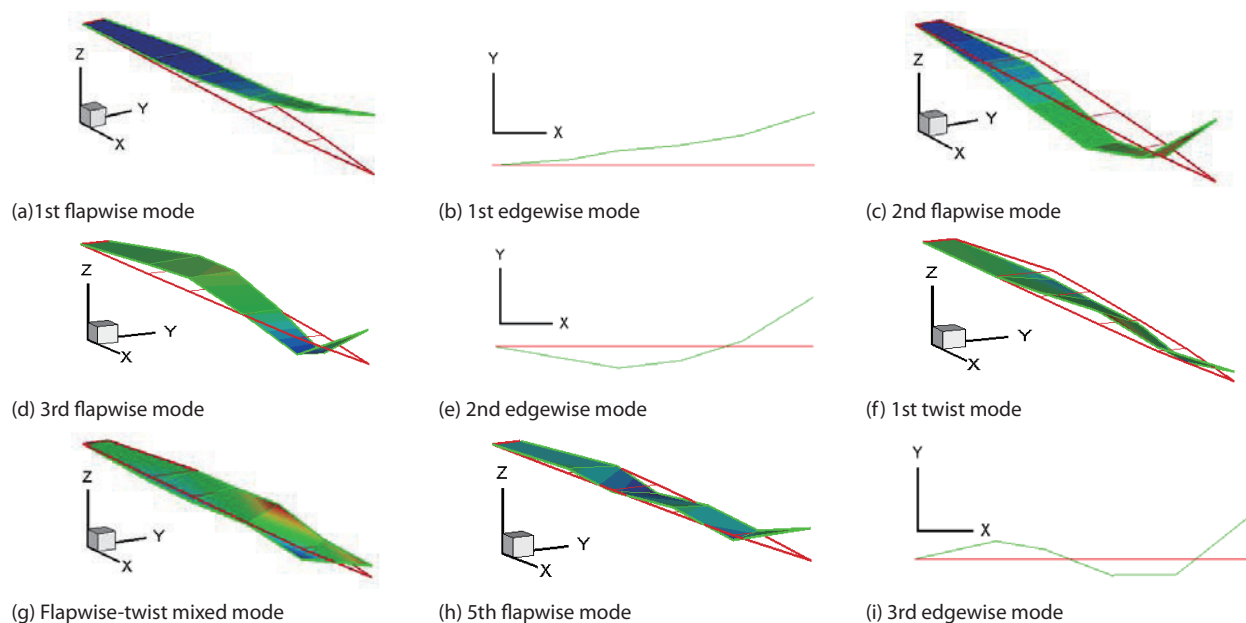 Z
Y
X
Y
X
Z
Y
X
(a)1st flapwise mode
(b) 1st edgewise mode
(c) 2nd flapwise mode
Z
Y
X
Y
X
Z
Y
X
(d) 3rd flapwise mode
(e) 2nd edgewise mode
(f) 1st twist mode
Z
Y
X
Z
Y
X
Y
X
(g) Flapwise-twist mixed mode
(h) 5th flapwise mode
(i) 3rd edgewise mode